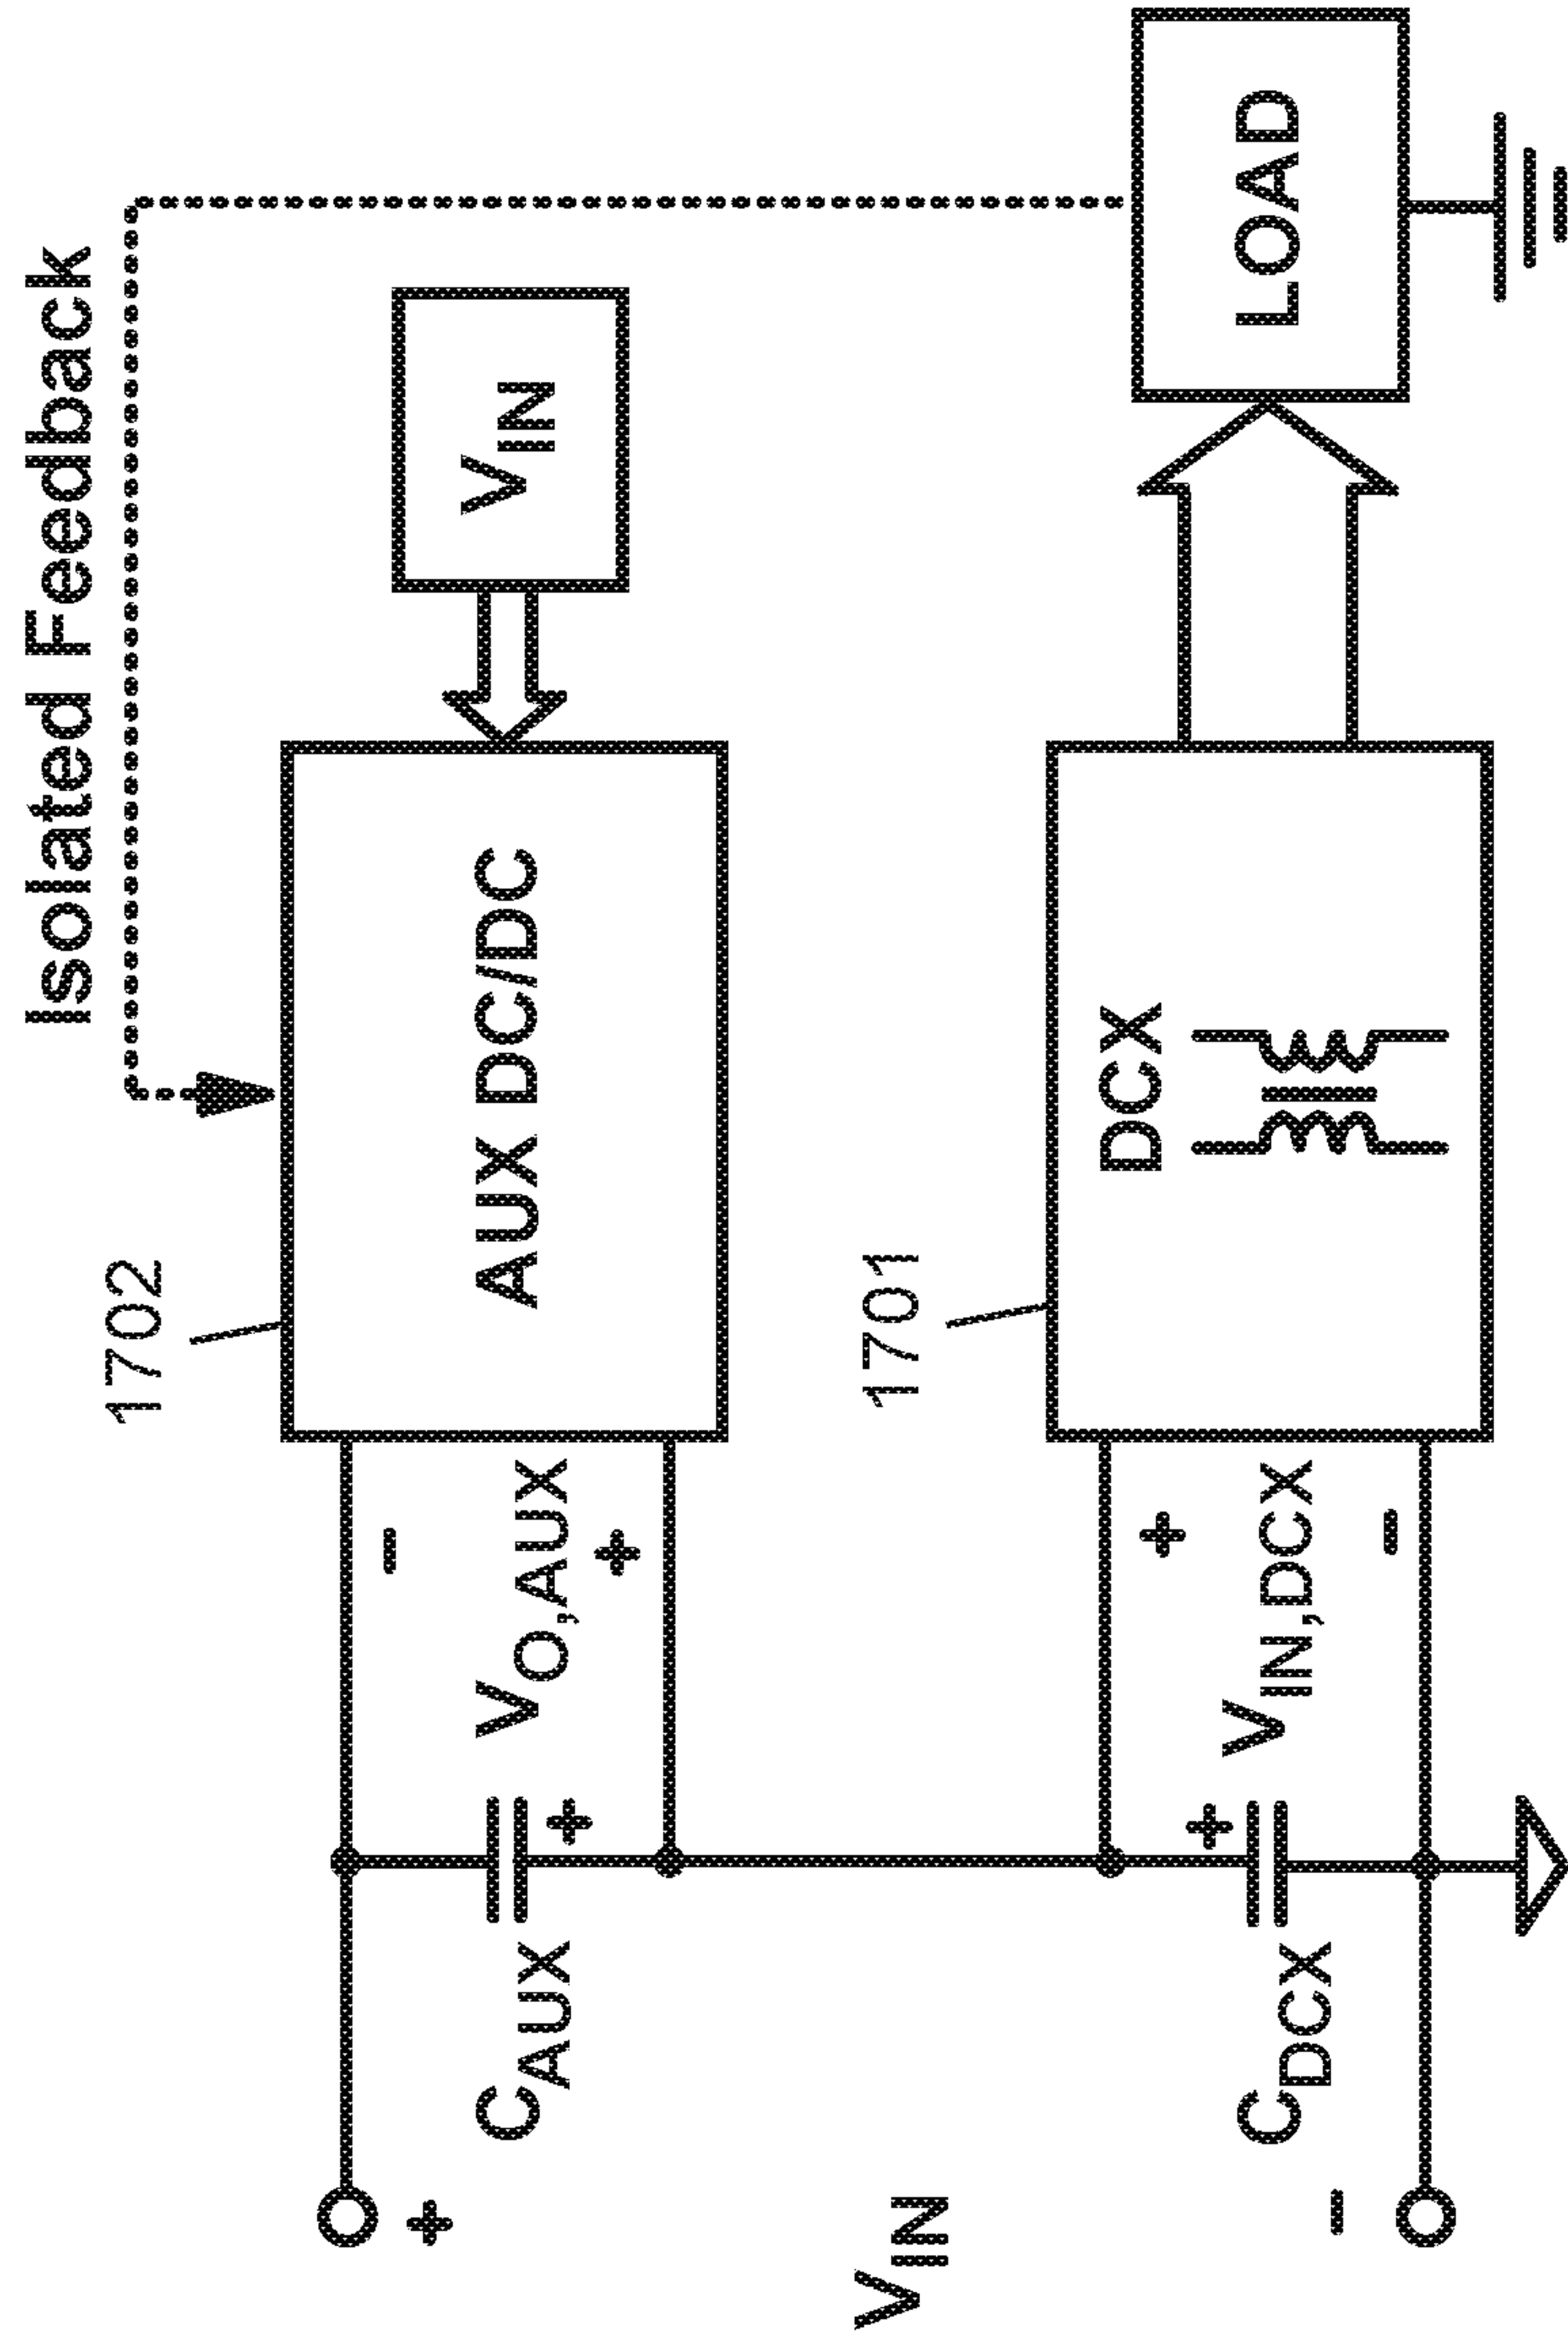 Isolated Feedback
1702
AUX DC/DC
VIN
-
VO,AUX
+
CAUX
+
+
VIN
1701
DCX
LOAD
+
VIN,DCX
-
+
CDCX
-